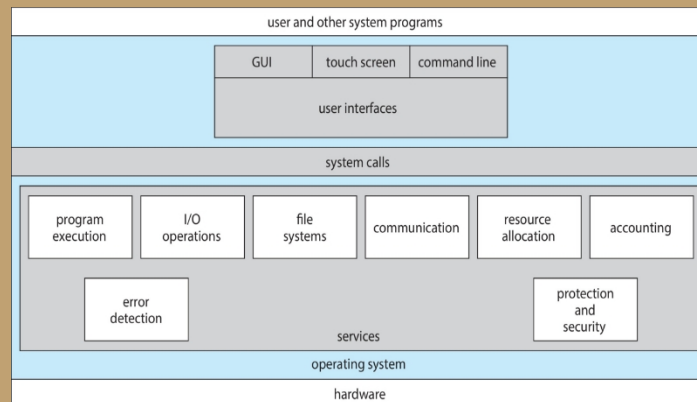 user and other system programs
GUI touch screen command line
user interfaces
system calls
program execution
I/O operations
file systems
communication
resource allocation
accounting
error detection
protection and security
services
operating system
hardware